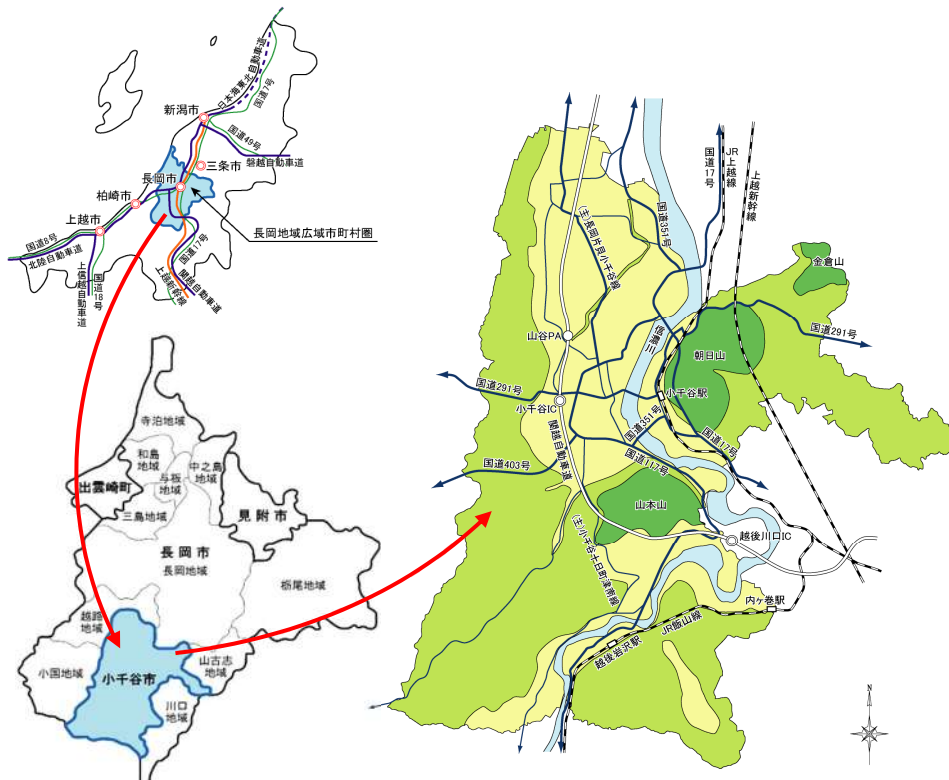 日本海東北自動車道
国道7号
新潟市
国道49号
磐越自動車道
三条市
長岡市
柏崎市
上越市
国道8号
北陸自動車道
上信越自動車道
国道18号
国道17号
上越新幹線
関越自動車道
長岡地域広域市町村圏
寺泊地域
和島
地域
中之島
地域
与板
地域
出雲崎町
三島地域
見附市
長岡市
長岡地域
栃尾地域
越路
地域
小国地域
小千谷市
山古志
地域
川口
地域
国道17号
JR上越線
上越新幹線
国道351号
(主)長岡片貝小千谷線
金倉山
山谷PA
信濃川
朝日山
国道291号
国道291号
小千谷駅
小千谷IC
国道351号
国道17号
関越自動車道
国道117号
国道403号
山本山
越後川口IC
(主)小千谷十日町津南線
内ヶ巻駅
JR飯山線
越後岩沢駅
N